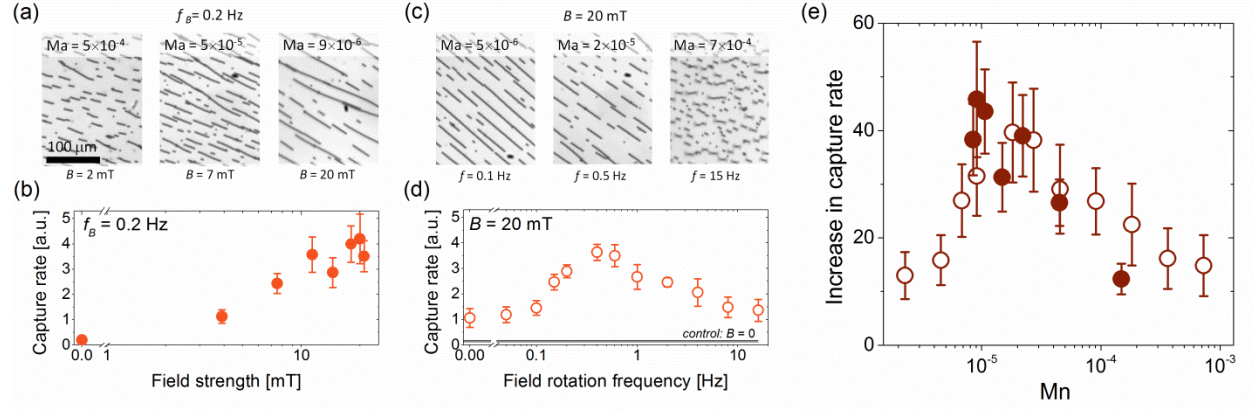 (a)
f_B = 0.2 Hz
Ma = 5×10⁻⁴
Ma = 5×10⁻⁵
Ma = 9×10⁻⁶
100 μm
B = 2 mT
B = 7 mT
B = 20 mT
(b)
f_B = 0.2 Hz
Capture rate [a.u.]
5
4
3
2
1
0
0.0 1 10
Field strength [mT]
(c)
B = 20 mT
Ma = 5×10⁻⁶
Ma = 2×10⁻⁵
Ma = 7×10⁻⁴
f = 0.1 Hz
f = 0.5 Hz
f = 15 Hz
(d)
B = 20 mT
Capture rate [a.u.]
5
4
3
2
1
0
control: B = 0
0.00 0.1 1 10
Field rotation frequency [Hz]
(e)
Increase in capture rate
60
40
20
0
10⁻⁵ 10⁻⁴ 10⁻³
Mn